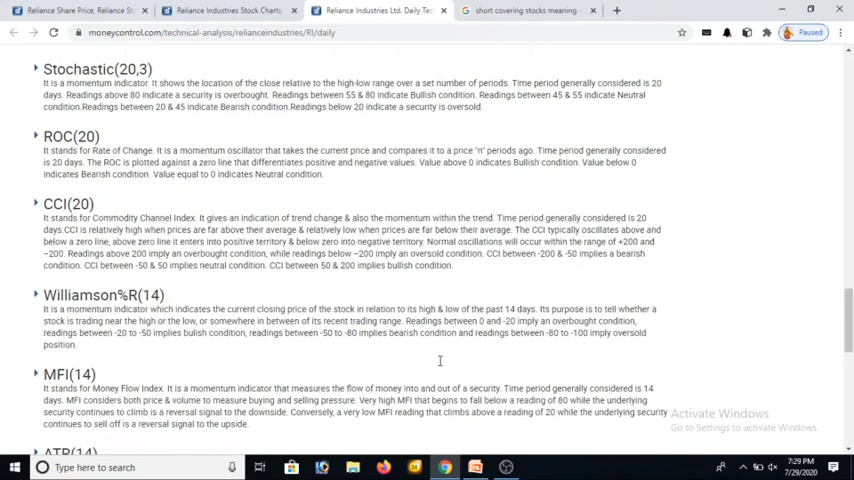 Reliance Share Price, Reliance Sto
Reliance Industries Stock Charts,
Reliance Industries Ltd. Daily Tec
short covering stocks meaning -
moneycontrol.com/technical-analysis/relianceindustries/RI/daily
Paused
Stochastic(20,3)
It is a momentum indicator. It shows the location of the close relative to the high-low range over a set number of periods. Time period generally considered is 20
days. Readings above 80 indicate a security is overbought. Readings between 55 & 80 indicate Bullish condition. Readings between 45 & 55 indicate Neutral
condition.Readings between 20 & 45 indicate Bearish condition.Readings below 20 indicate a security is oversold.
ROC(20)
It stands for Rate of Change. It is a momentum oscillator that takes the current price and compares it to a price "n" periods ago. Time period generally considered
is 20 days. The ROC is plotted against a zero line that differentiates positive and negative values. Value above 0 indicates Bullish condition. Value below 0
indicates Bearish condition. Value equal to 0 indicates Neutral condition.
CCI(20)
It stands for Commodity Channel Index. It gives an indication of trend change & also the momentum within the trend. Time period generally considered is 20
days.CCI is relatively high when prices are far above their average & relatively low when prices are far below their average. The CCI typically oscillates above and
below a zero line, above zero line it enters into positive territory & below zero into negative territory. Normal oscillations will occur within the range of +200 and
−200. Readings above 200 imply an overbought condition, while readings below −200 imply an oversold condition. CCI between -200 & -50 implies a bearish
condition. CCI between -50 & 50 implies neutral condition. CCI between 50 & 200 implies bullish condition.
Williamson%R(14)
It is a momentum indicator which indicates the current closing price of the stock in relation to its high & low of the past 14 days. Its purpose is to tell whether a
stock is trading near the high or the low, or somewhere in between of its recent trading range. Readings between 0 and -20 imply an overbought condition,
readings between -20 to -50 implies bulish condition, readings between -50 to -80 implies bearish condition and readings between -80 to -100 imply oversold
position.
MFI(14)
It stands for Money Flow Index. It is a momentum indicator that measures the flow of money into and out of a security. Time period generally considered is 14
days. MFI considers both price & volume to measure buying and selling pressure. Very high MFI that begins to fall below a reading of 80 while the underlying
security continues to climb is a reversal signal to the downside. Conversely, a very low MFI reading that climbs above a reading of 20 while the underlying security
continues to sell off is a reversal signal to the upside.
ATR(14)
Activate Windows
Go to Settings to activate Windows.
Type here to search
7:29 PM
7/29/2020